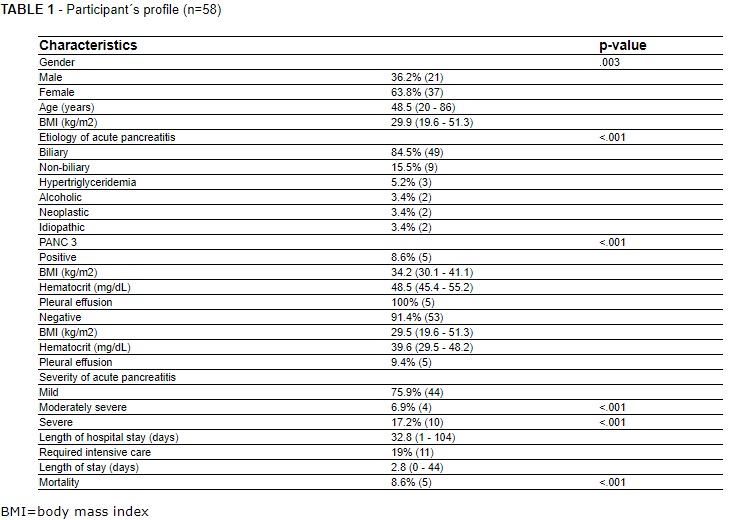 TABLE 1 - Participant´s profile (n=58)
Characteristics p-value
Gender .003
Male 36.2% (21)
Female 63.8% (37)
Age (years) 48.5 (20 - 86)
BMI (kg/m2) 29.9 (19.6 - 51.3)
Etiology of acute pancreatitis <.001
Biliary 84.5% (49)
Non-biliary 15.5% (9)
Hypertriglyceridemia 5.2% (3)
Alcoholic 3.4% (2)
Neoplastic 3.4% (2)
Idiopathic 3.4% (2)
PANC 3 <.001
Positive 8.6% (5)
BMI (kg/m2) 34.2 (30.1 - 41.1)
Hematocrit (mg/dL) 48.5 (45.4 - 55.2)
Pleural effusion 100% (5)
Negative 91.4% (53)
BMI (kg/m2) 29.5 (19.6 - 51.3)
Hematocrit (mg/dL) 39.6 (29.5 - 48.2)
Pleural effusion 9.4% (5)
Severity of acute pancreatitis
Mild 75.9% (44)
Moderately severe 6.9% (4) <.001
Severe 17.2% (10) <.001
Length of hospital stay (days) 32.8 (1 - 104)
Required intensive care 19% (11)
Length of stay (days) 2.8 (0 - 44)
Mortality 8.6% (5) <.001
BMI=body mass index